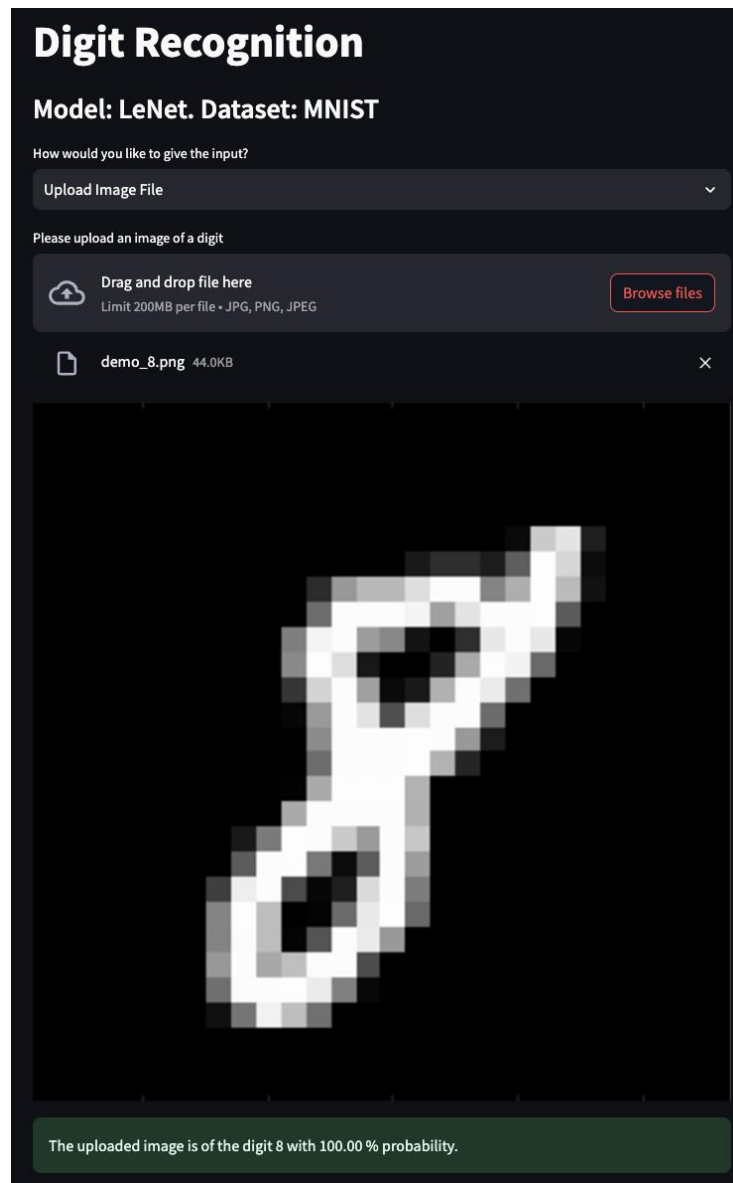 Digit Recognition
Model: LeNet. Dataset: MNIST
How would you like to give the input?
Upload Image File
Please upload an image of a digit
Drag and drop file here
Limit 200MB per file • JPG, PNG, JPEG
Browse files
demo_8.png 44.0KB
8
The uploaded image is of the digit 8 with 100.00 % probability.